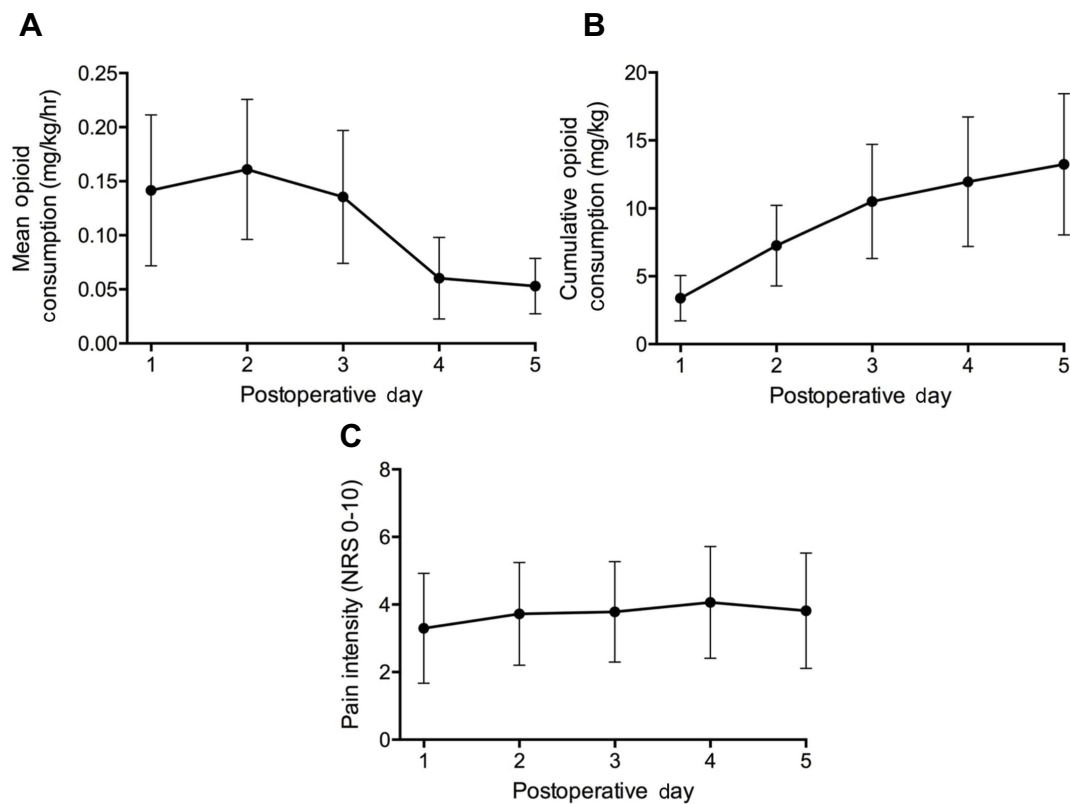 A
Mean opioid
consumption (mg/kg/hr)
0.25
0.20
0.15
0.10
0.05
0.00
1 2 3 4 5
Postoperative day
B
Cumulative opioid
consumption (mg/kg)
20
15
10
5
0
1 2 3 4 5
Postoperative day
C
Pain intensity (NRS 0-10)
8
6
4
2
0
1 2 3 4 5
Postoperative day